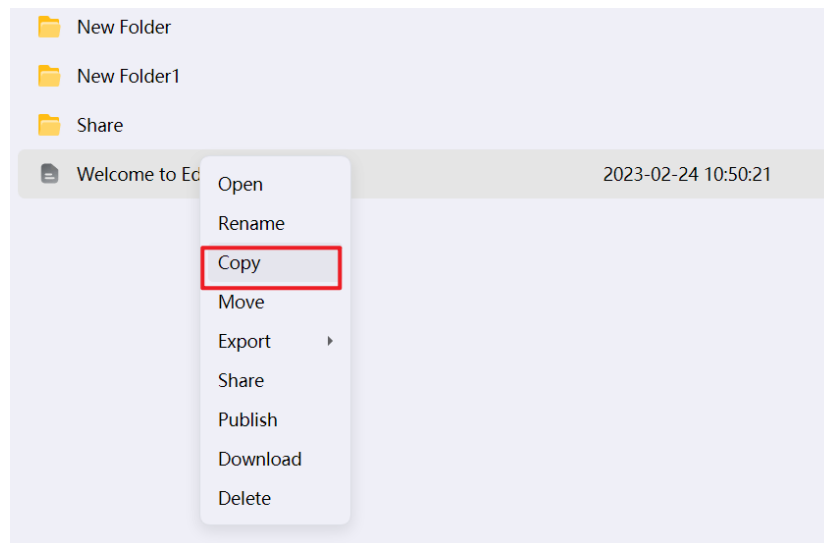 New Folder
New Folder1
Share
Welcome to Ed 2023-02-24 10:50:21
Open
Rename
Copy
Move
Export
Share
Publish
Download
Delete